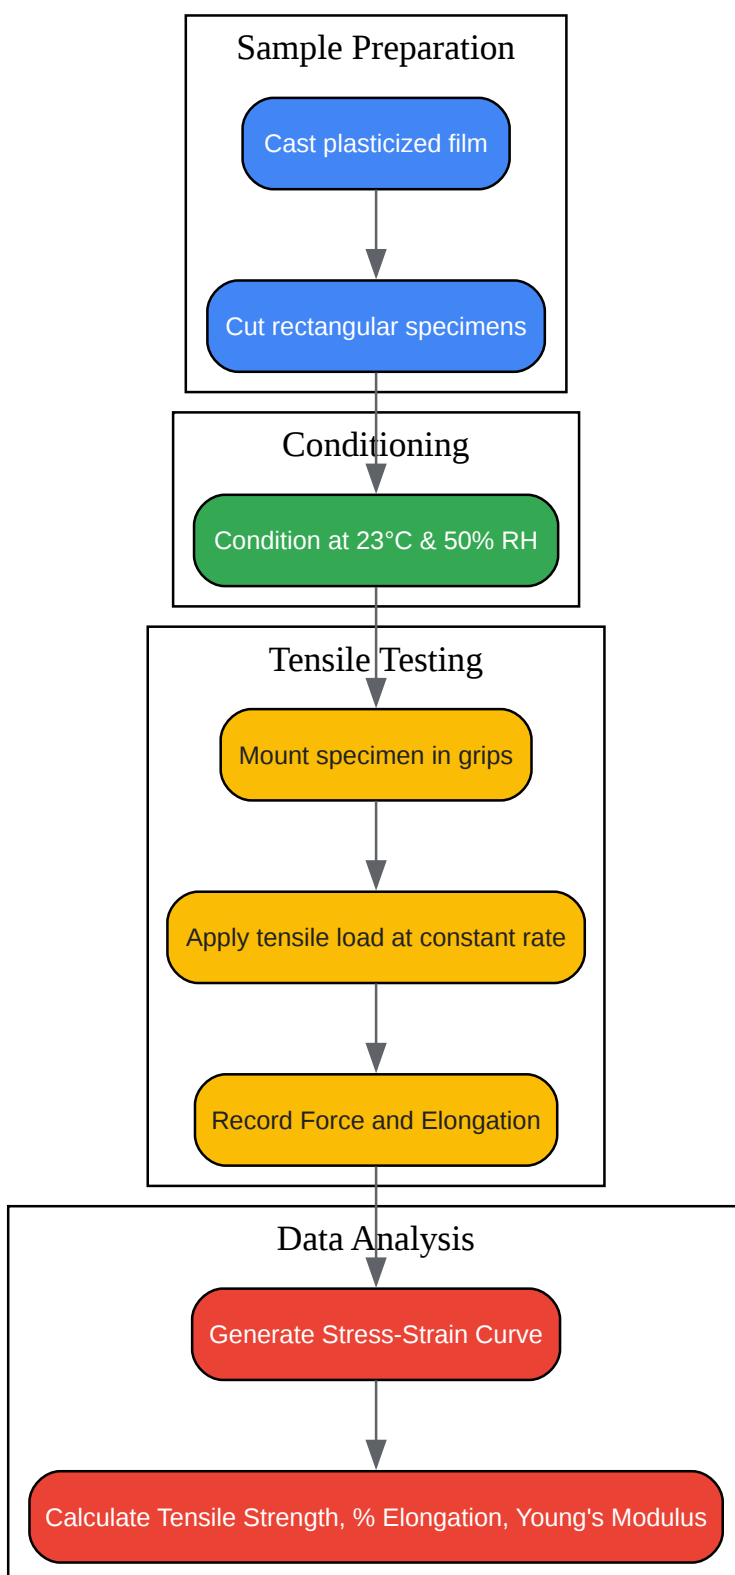 Sample Preparation
Cast plasticized film
Cut rectangular specimens
Conditioning
Condition at 23°C & 50% RH
Tensile Testing
Mount specimen in grips
Apply tensile load at constant rate
Record Force and Elongation
Data Analysis
Generate Stress-Strain Curve
Calculate Tensile Strength, % Elongation, Young's Modulus